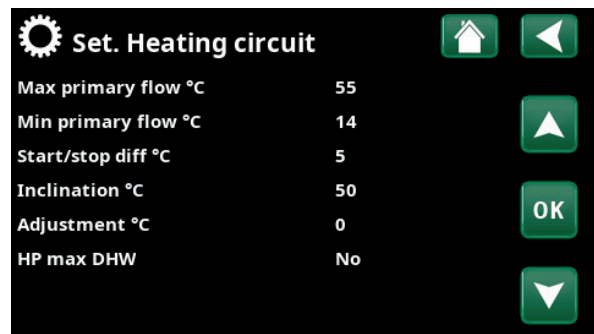 Set. Heating circuit
Max primary flow °C 55
Min primary flow °C 14
Start/stop diff °C 5
Inclination °C 50
Adjustment °C 0
HP max DHW No
OK